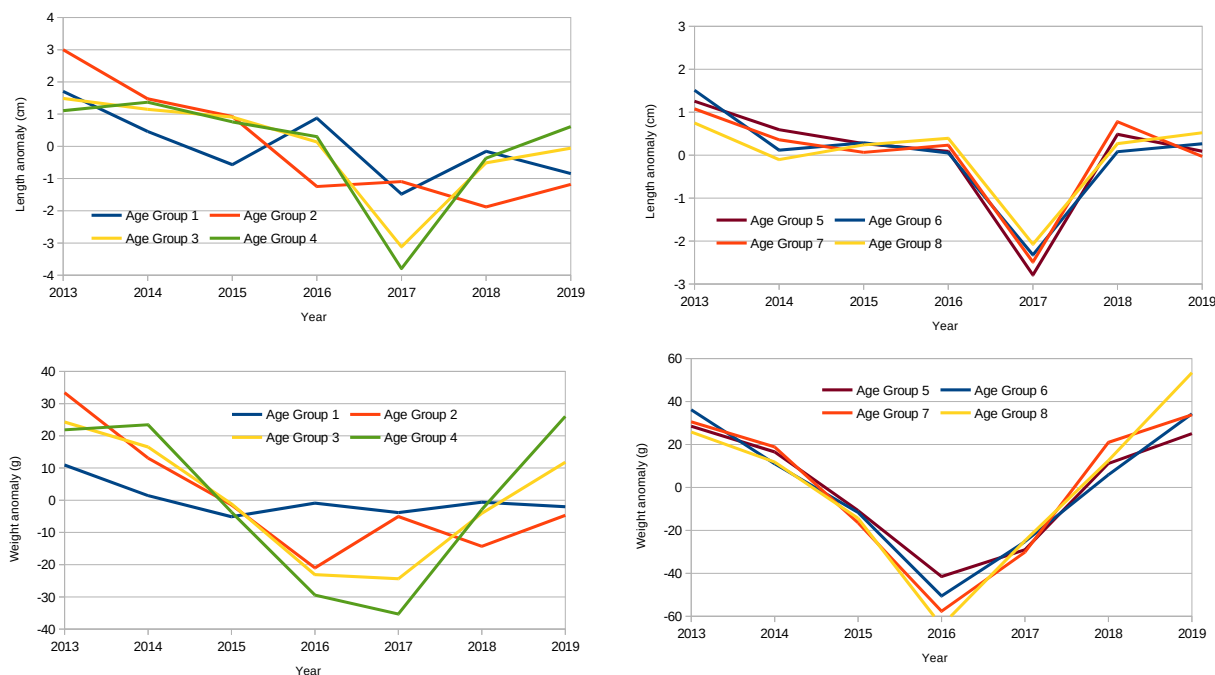 4
3
2
1
0
-1
-2
-3
-4
Length anomaly (cm)
Age Group 1 Age Group 2
Age Group 3 Age Group 4
2013 2014 2015 2016 2017 2018 2019
Year
3
2
1
0
-1
-2
-3
Length anomaly (cm)
Age Group 5 Age Group 6
Age Group 7 Age Group 8
2013 2014 2015 2016 2017 2018 2019
Year
40
30
20
10
0
-10
-20
-30
-40
Weight anomaly (g)
Age Group 1 Age Group 2
Age Group 3 Age Group 4
2013 2014 2015 2016 2017 2018 2019
Year
60
40
20
0
-20
-40
-60
Weight anomaly (g)
Age Group 5 Age Group 6
Age Group 7 Age Group 8
2013 2014 2015 2016 2017 2018 2019
Year